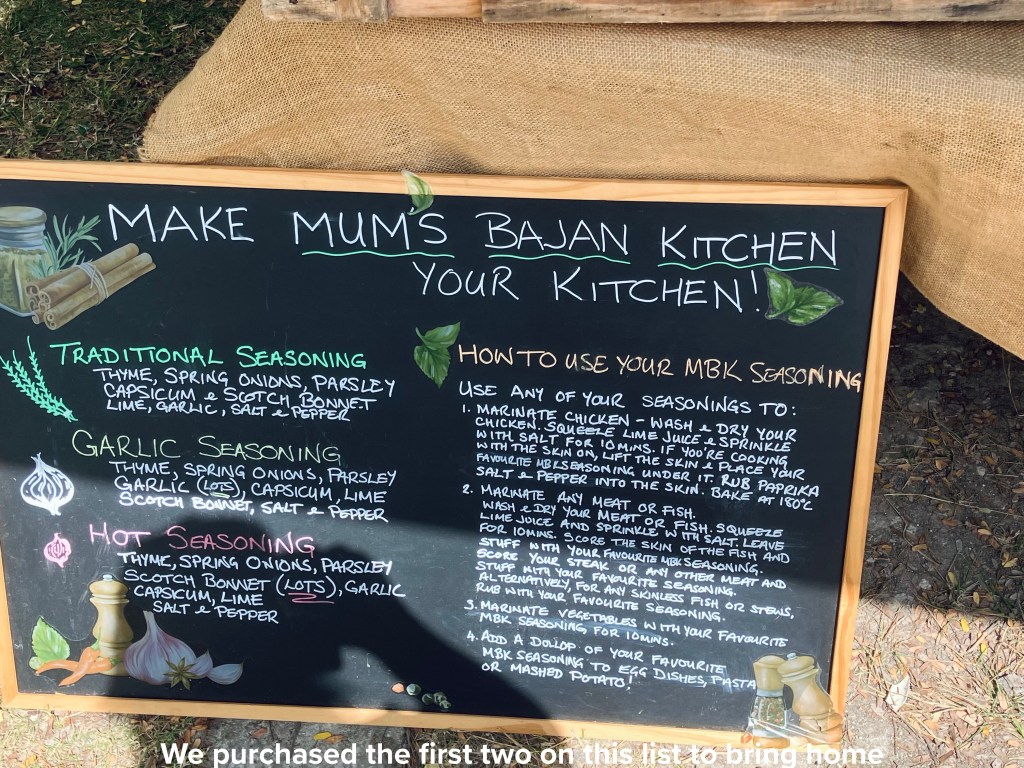 MAKE MUM'S BAJAN KITCHEN
YOUR KITCHEN!
TRADITIONAL SEASONING
THYME, SPRING ONIONS, PARSLEY
CAPSICUM & SCOTCH BONNET
LIME, GARLIC, SALT & PEPPER
GARLIC SEASONING
THYME, SPRING ONIONS, PARSLEY
GARLIC (LOTS), CAPSICUM, LIME
SCOTCH BONNET, SALT & PEPPER
HOT SEASONING
THYME, SPRING ONIONS, PARSLEY
SCOTCH BONNET (LOTS), GARLIC
CAPSICUM, LIME
SALT & PEPPER
HOW TO USE YOUR MBK SEASONING
USE ANY OF YOUR SEASONINGS TO:
1. MARINATE CHICKEN - WASH & DRY YOUR
CHICKEN. SQUEEZE LIME JUICE & SPRINKLE
WITH SALT FOR 10MINS. IF YOU'RE COOKING
WITH THE SKIN ON, LIFT THE SKIN & PLACE YOUR
FAVOURITE MBK SEASONING UNDER IT. RUB PAPRIKA
SALT & PEPPER INTO THE SKIN. BAKE AT 180°C
2. MARINATE ANY MEAT OR FISH.
WASH & DRY YOUR MEAT OR FISH. SQUEEZE
LIME JUICE AND SPRINKLE WITH SALT. LEAVE
FOR 10MINS. SCORE THE SKIN OF THE FISH AND
STUFF WITH YOUR FAVOURITE MBK SEASONING.
SCORE YOUR STEAK OR ANY OTHER MEAT AND
STUFF WITH YOUR FAVOURITE SEASONING.
ALTERNATIVELY, FOR ANY SKINLESS FISH OR STEWS,
RUB WITH YOUR FAVOURITE SEASONING.
3. MARINATE VEGETABLES WITH YOUR FAVOURITE
MBK SEASONING FOR 10MINS.
4. ADD A DOLLOP OF YOUR FAVOURITE
MBK SEASONING TO EGG DISHES, PASTA
OR MASHED POTATO!
We purchased the first two on this list to bring home